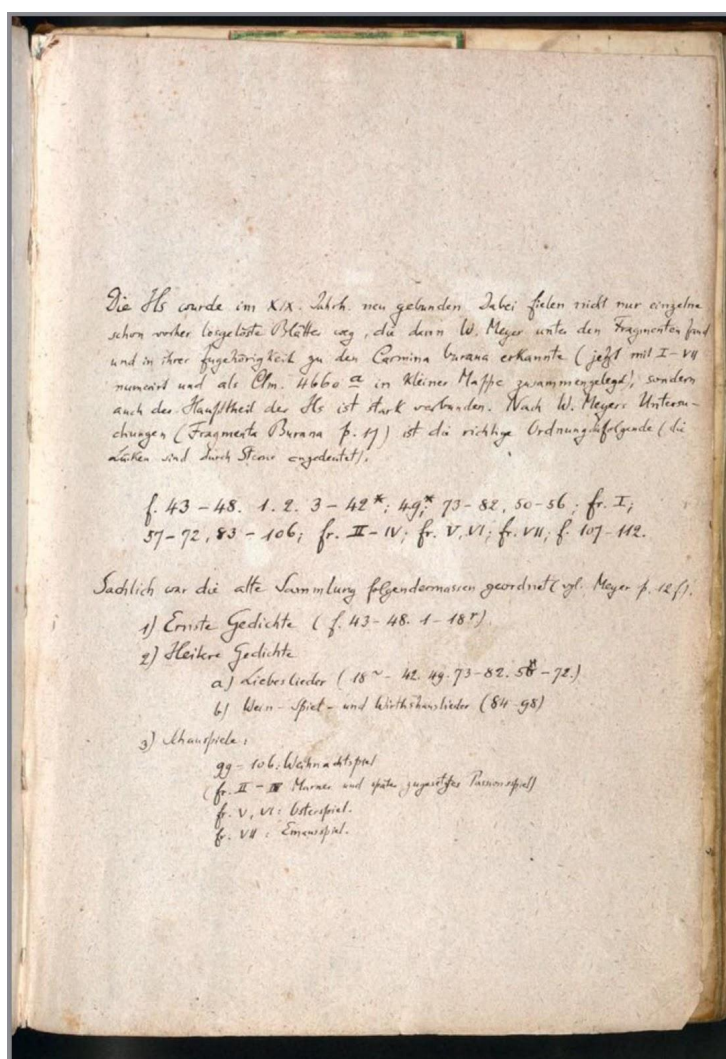 Die Hs wurde im XIX. Jahrh. neu gebunden. Dabei fielen nicht nur einzelne
schon vorher losgelöste Blätter weg, die dann W. Meyer unter den Fragmenten fand
und in ihrer Zugehörigkeit zu den Carmina burana erkannte (jetzt mit I-VII
numerirt und als Clm. 4660 a in kleiner Mappe zusammengelegt), sondern
auch der Haupttheil der Hs ist stark verbunden. Nach W. Meyers Untersu-
chungen (Fragmenta Burana p. 17) ist die richtige Ordnung folgende (die
Lücken sind durch Sterne angedeutet).
f. 43-48. 1. 2. 3-42*; 49;* 73-82, 50-56; fr. I;
57-72, 83-106; fr. II-IV; fr. V, VI; fr. VII; f. 107-112.
Sachlich war die alte Sammlung folgendermassen geordnet (vgl. Meyer p. 12 f).
1) Ernste Gedichte (f. 43-48. 1-18r).
2) Heitere Gedichte
a) Liebeslieder (18v-42. 49. 73-82. 50-72.)
b) Wein- Spiel- und Wirthshauslieder (84-98)
3) Schauspiele:
99-106: Weihnachtspiel
(fr. II-IV Marner und später zugesetztes Passionsspiel)
fr. V, VI: Osterspiel.
fr. VII: Emausspiel.